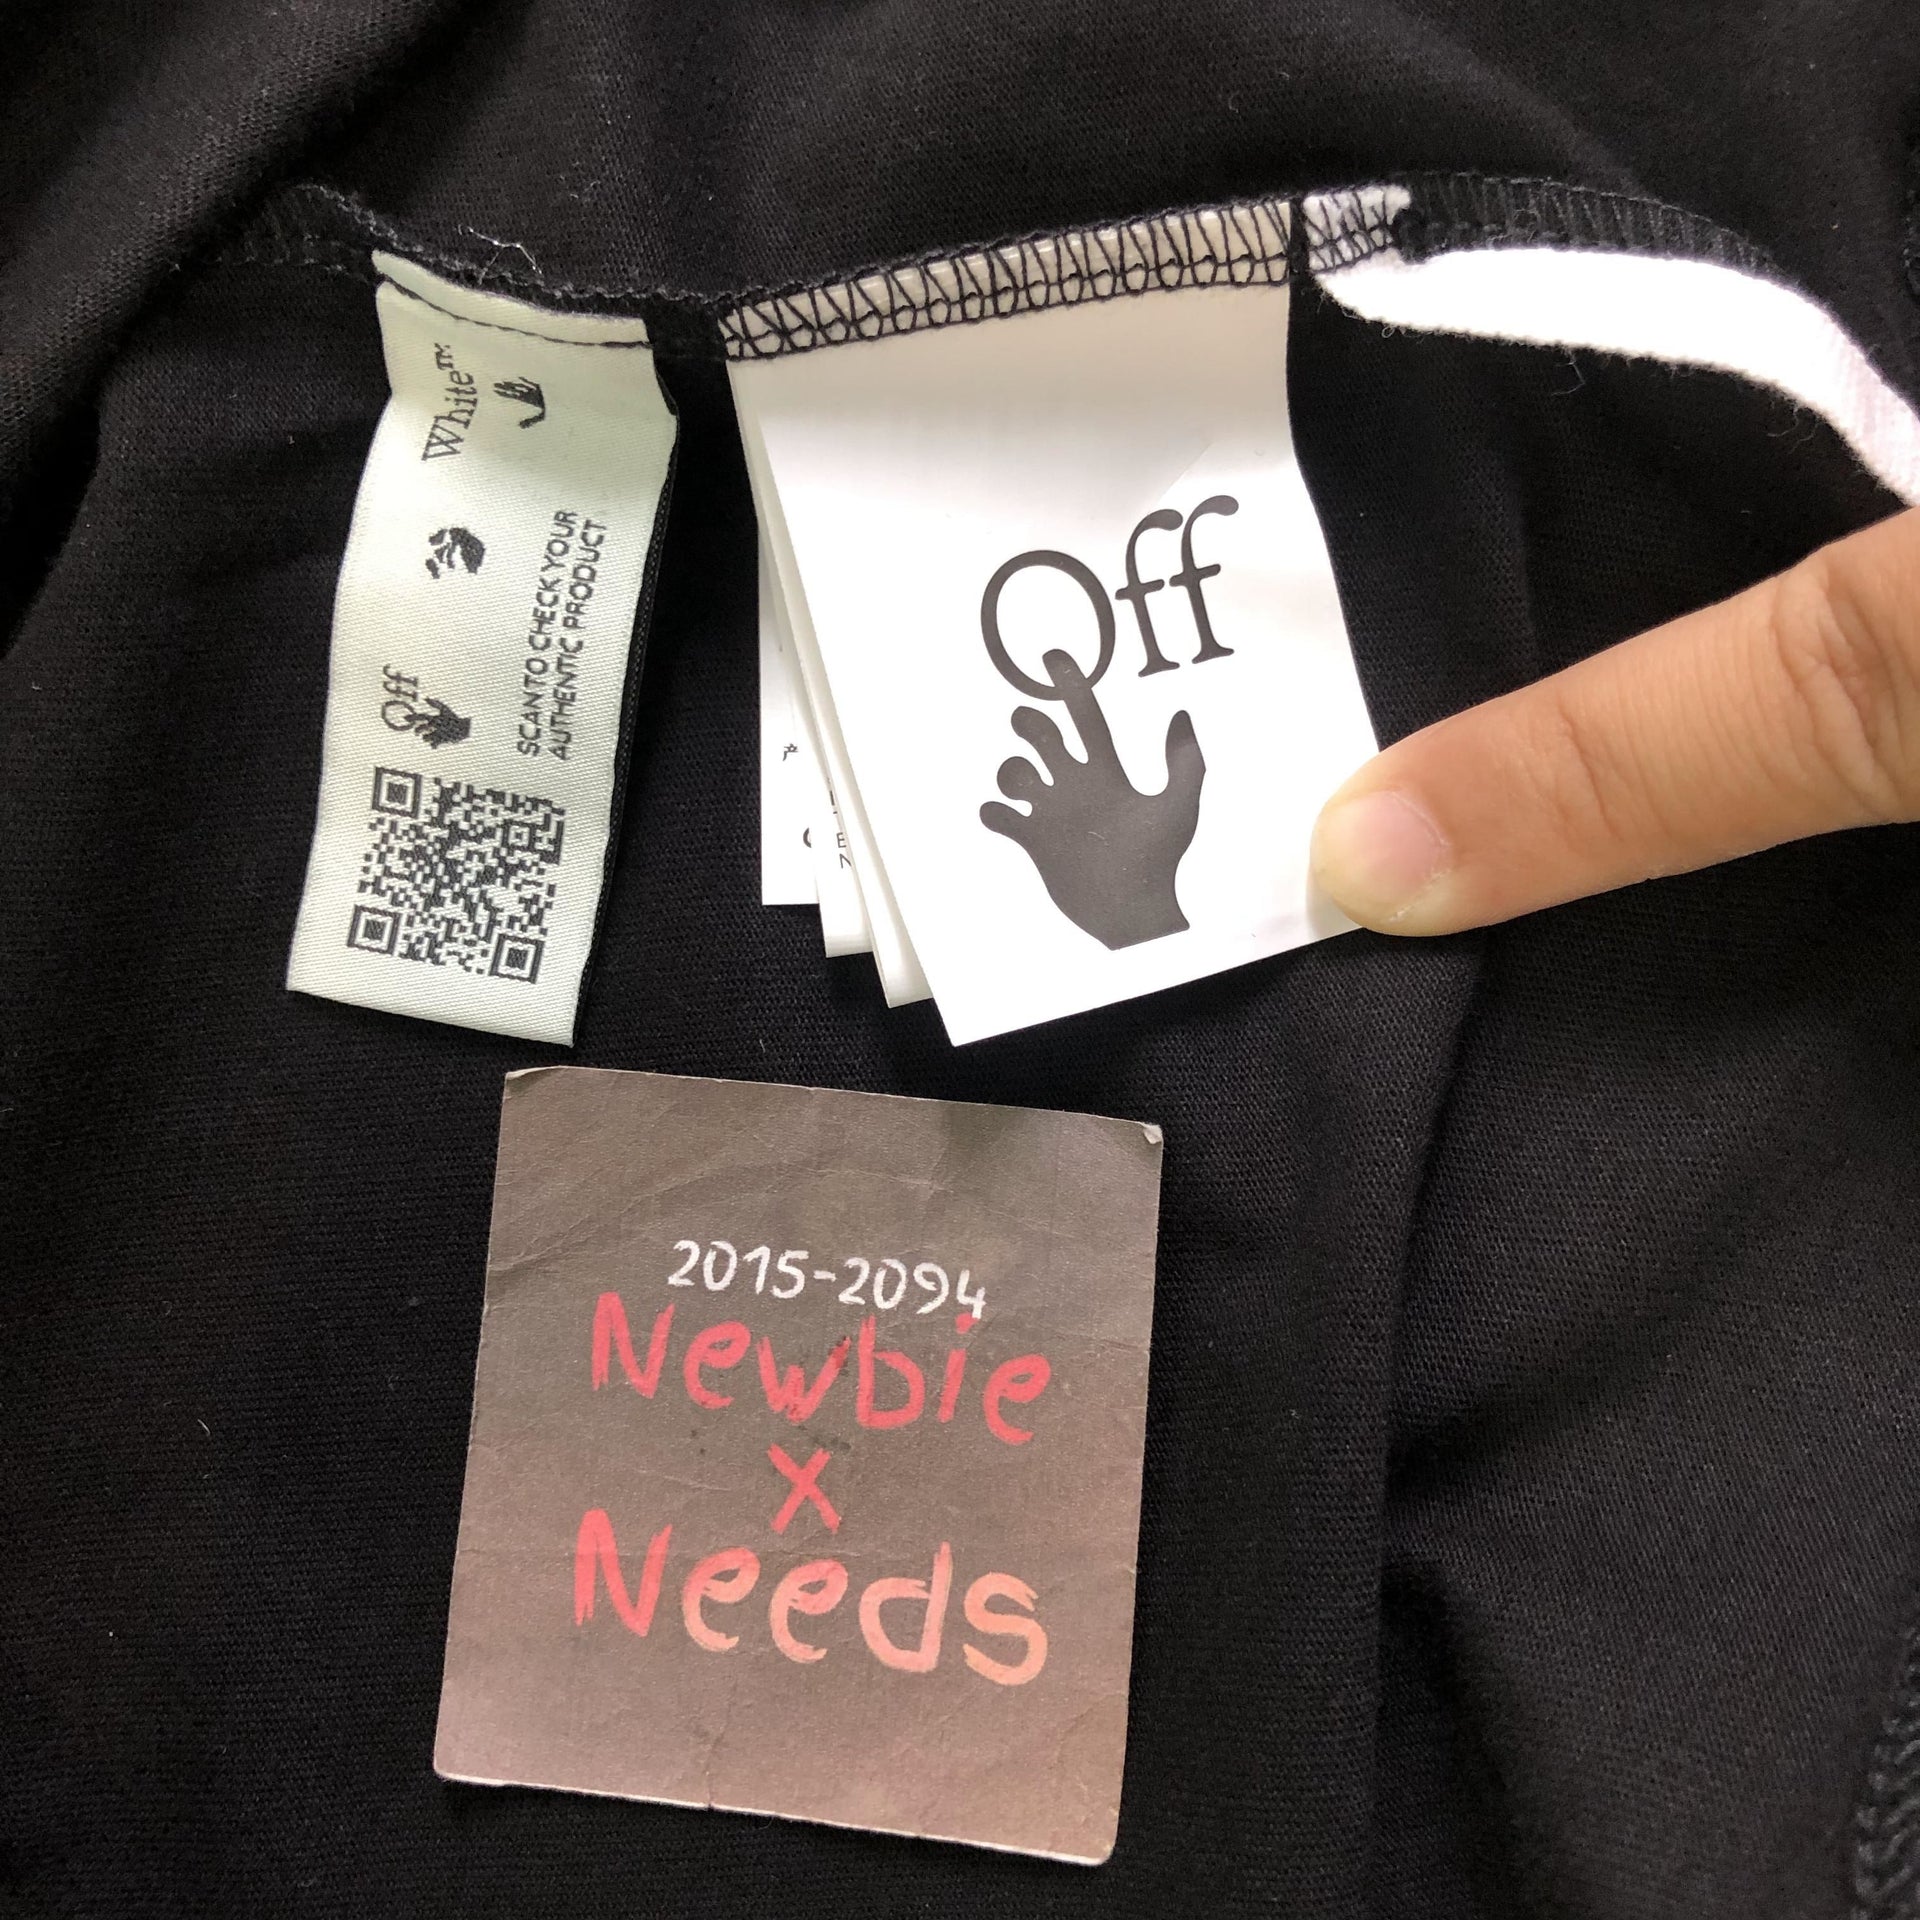 White™
Off
SCAN TO CHECK YOUR
AUTHENTIC PRODUCT
Off
2015-2094
Newbie
x
Needs